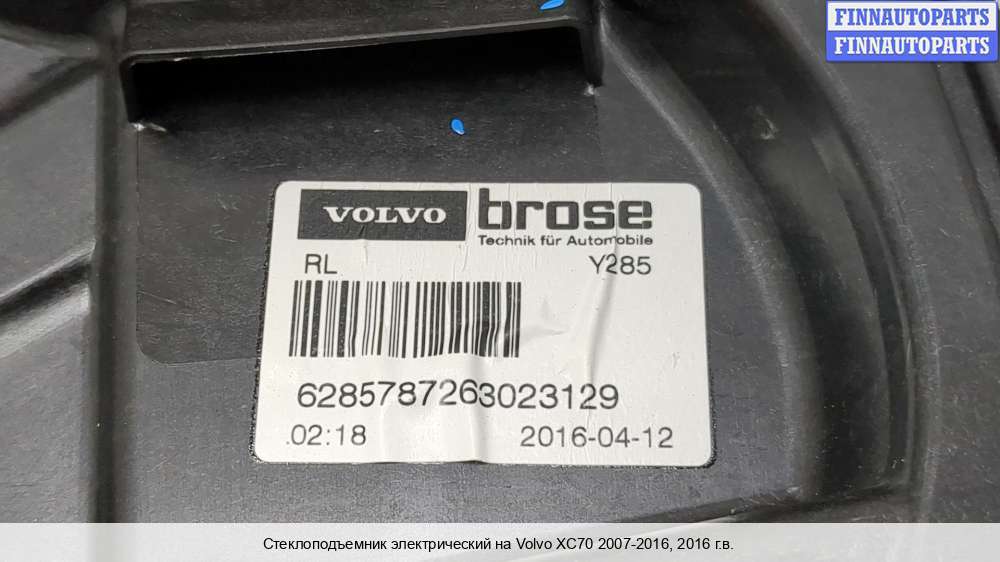 FINNAUTOPARTS
FINNAUTOPARTS
VOLVO brose
Technik für Automobile
RL Y285
6285787263023129
.02:18 2016-04-12
Стеклоподъемник электрический на Volvo XC70 2007-2016, 2016 г.в.